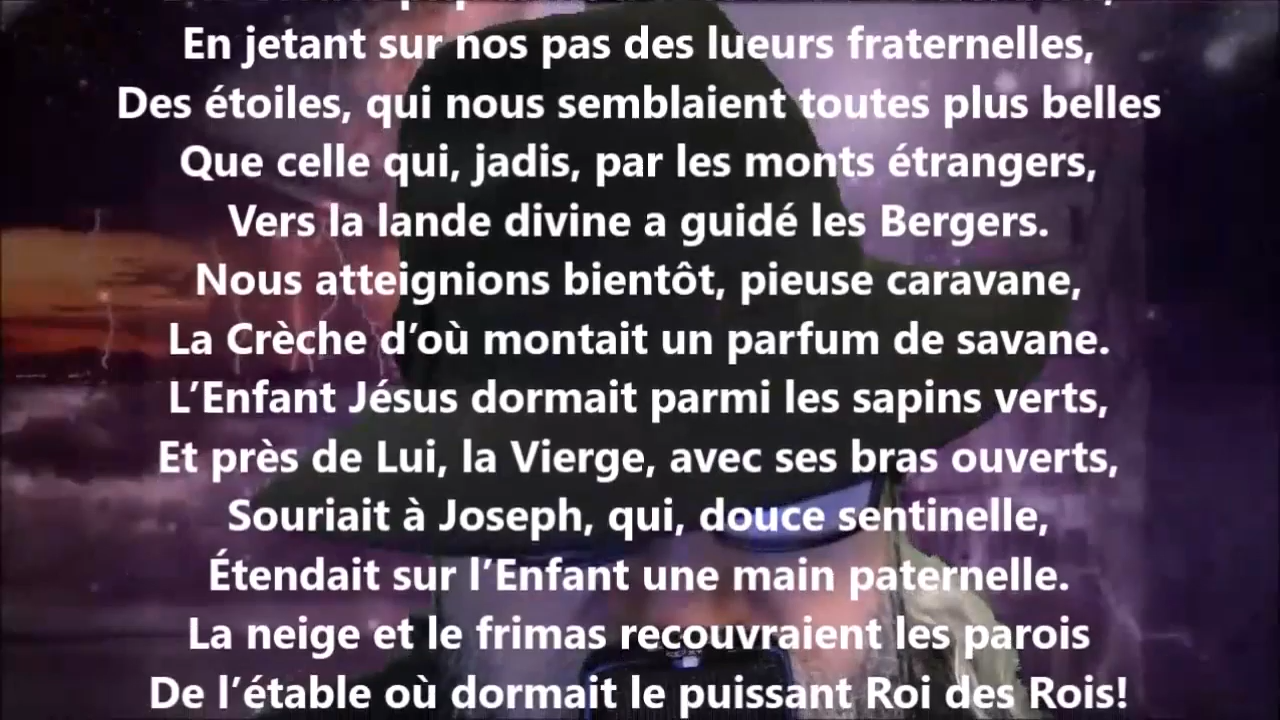 En jetant sur nos pas des lueurs fraternelles,
Des étoiles, qui nous semblaient toutes plus belles
Que celle qui, jadis, par les monts étrangers,
Vers la lande divine a guidé les Bergers.
Nous atteignions bientôt, pieuse caravane,
La Crèche d’où montait un parfum de savane.
L’Enfant Jésus dormait parmi les sapins verts,
Et près de Lui, la Vierge, avec ses bras ouverts,
Souriait à Joseph, qui, douce sentinelle,
Étendait sur l’Enfant une main paternelle.
La neige et le frimas recouvraient les parois
De l’étable où dormait le puissant Roi des Rois!